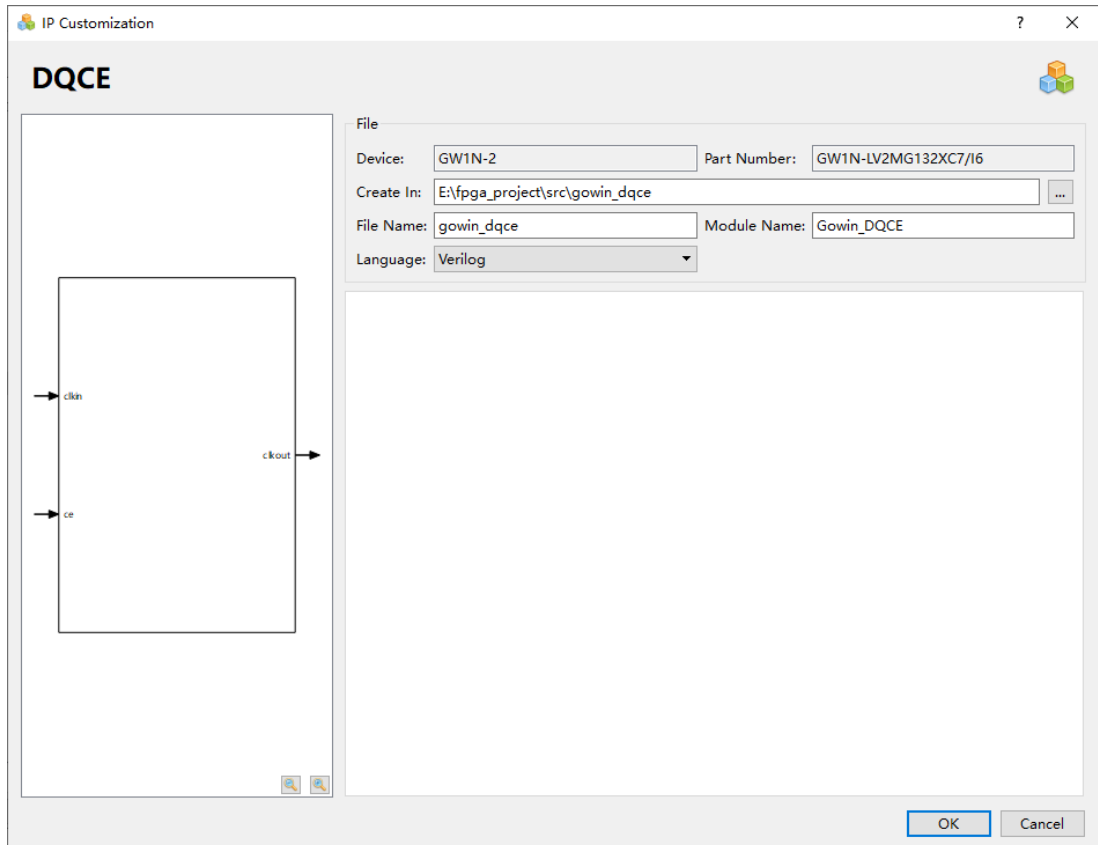 IP Customization ?
DQCE
File
Device: GW1N-2 Part Number: GW1N-LV2MG132XC7/I6
Create In: E:\fpga_project\src\gowin_dqce ...
File Name: gowin_dqce Module Name: Gowin_DQCE
Language: Verilog
clkin
clkout
ce
OK Cancel